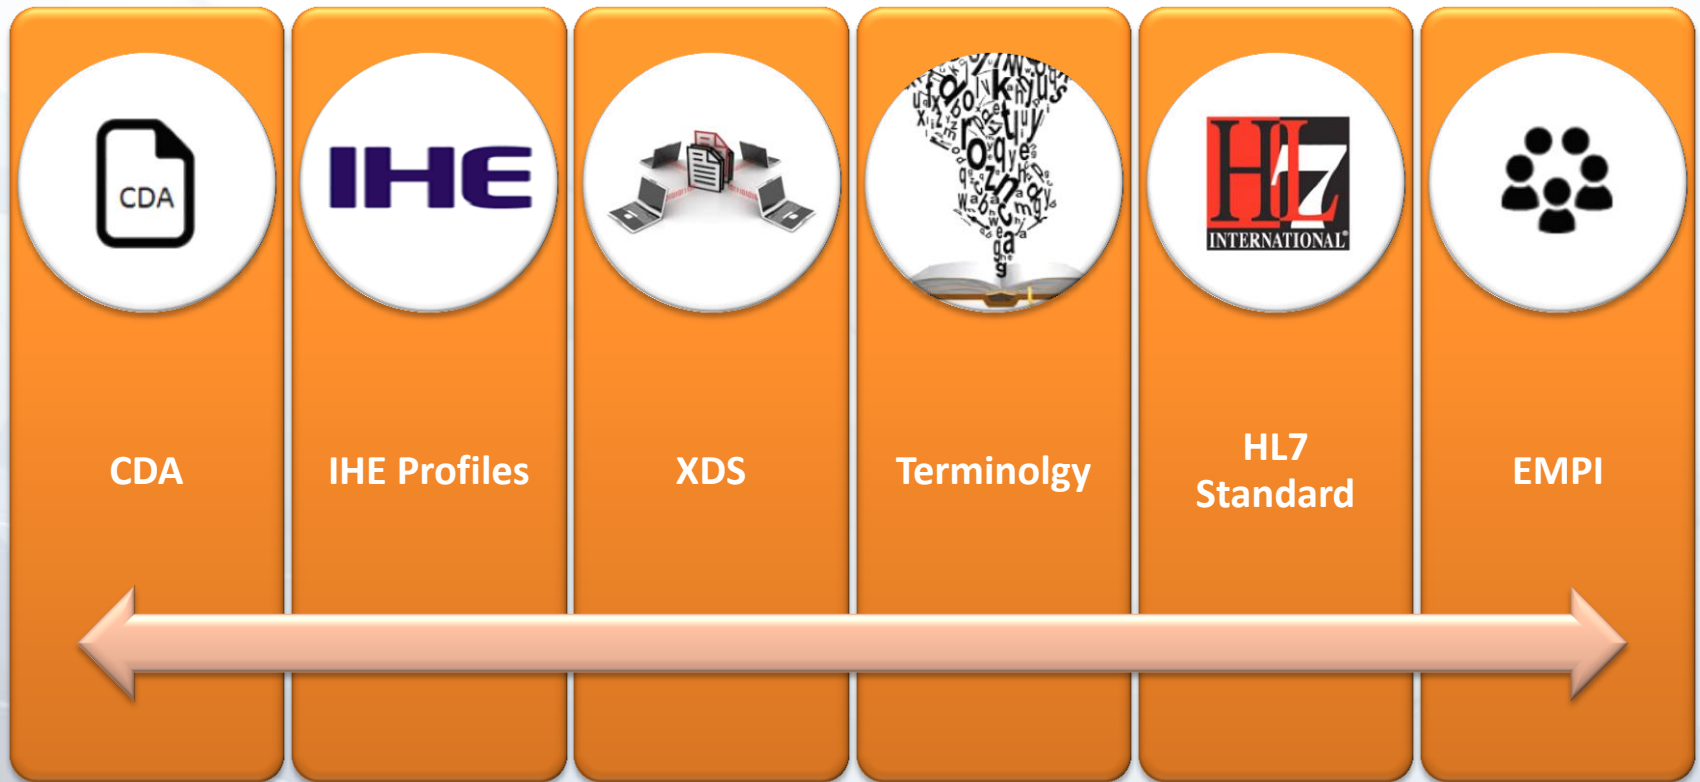 CDA
IHE
HL7
INTERNATIONAL®
CDA
IHE Profiles
XDS
Terminolgy
HL7
Standard
EMPI